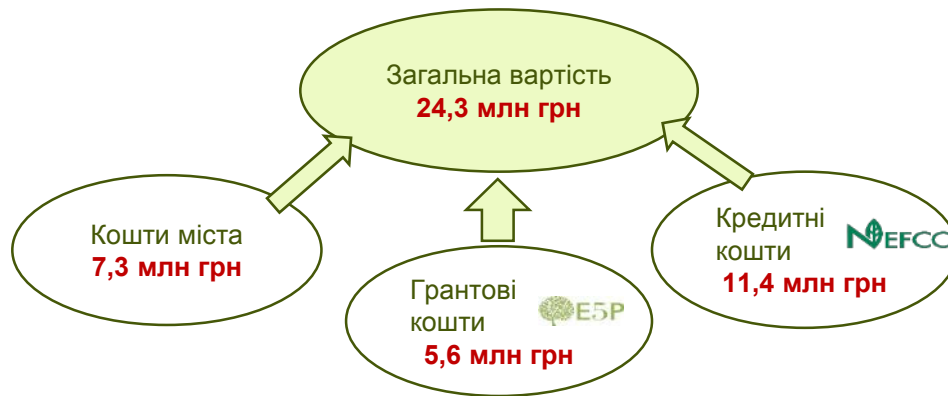 Загальна вартість
24,3 млн грн
Кошти міста
7,3 млн грн
Грантові
кошти
E5P
5,6 млн грн
Кредитні
кошти
NEFCO
11,4 млн грн